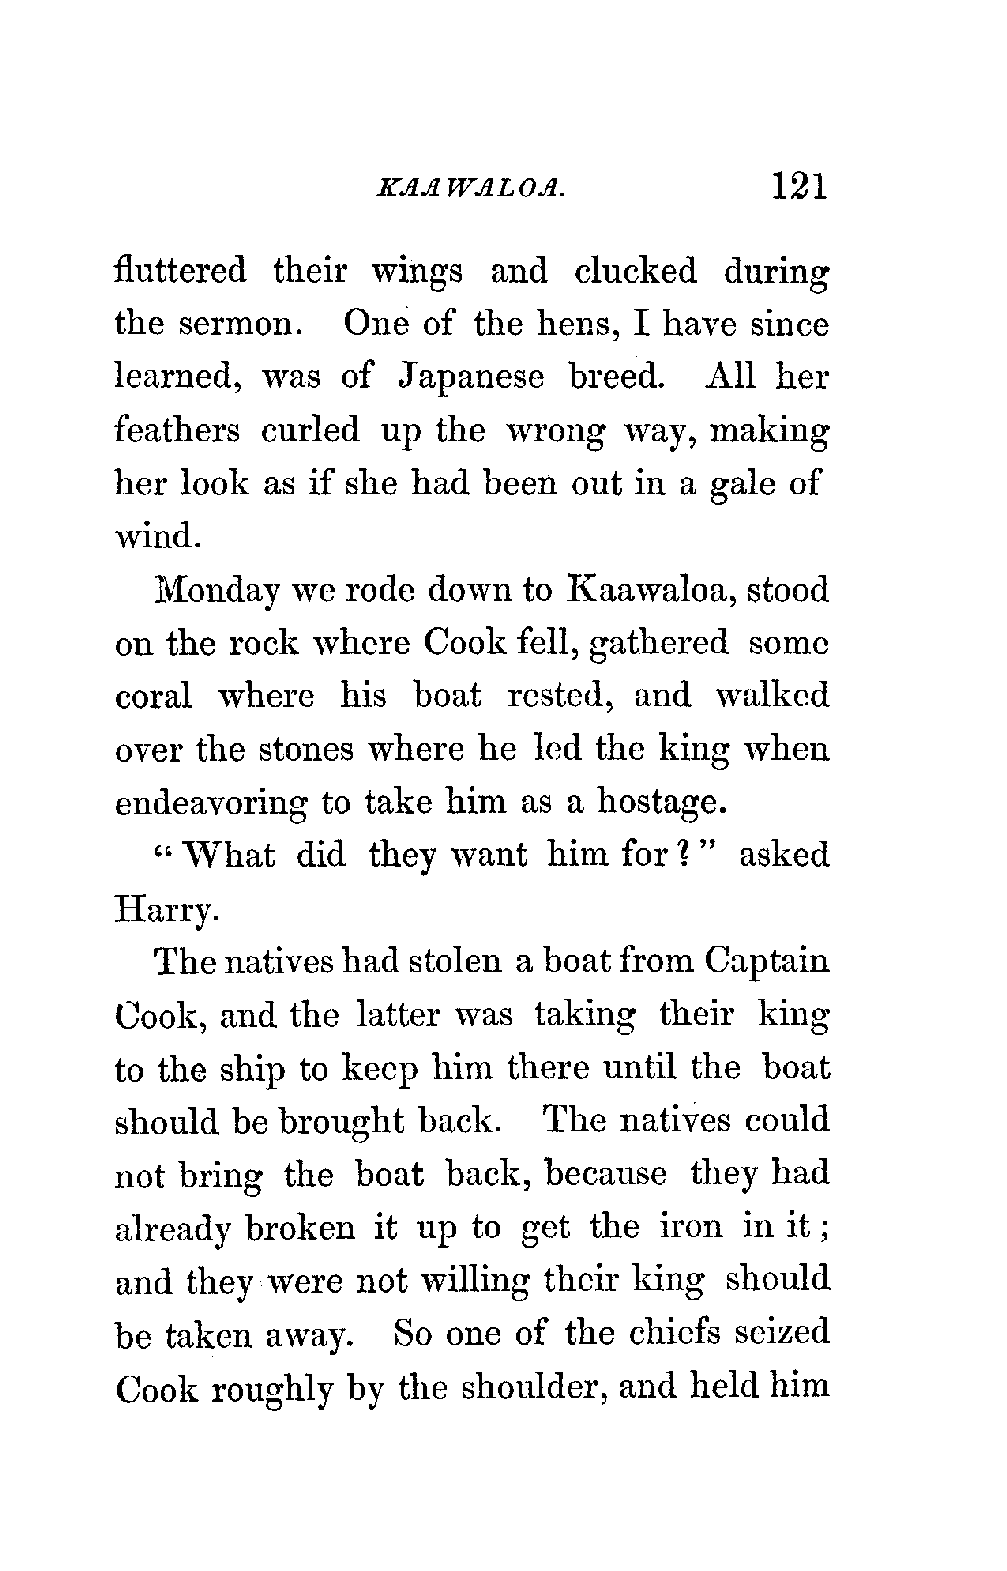 KAAWALOA. 121
fluttered their wings and clucked during
the sermon. One of the hens, I have since
learned, was of Japanese breed. All her
feathers curled up the wrong way, making
her look as if she had been out in a gale of
wind.
Monday we rode down to Kaawaloa, stood
on the rock where Cook fell, gathered some
coral where his boat rested, and walked
over the stones where he led the king when
endeavoring to take him as a hostage.
“What did they want him for?” asked
Harry.
The natives had stolen a boat from Captain
Cook, and the latter was taking their king
to the ship to keep him there until the boat
should be brought back. The natives could
not bring the boat back, because they had
already broken it up to get the iron in it;
and they were not willing their king should
be taken away. So one of the chiefs seized
Cook roughly by the shoulder, and held him